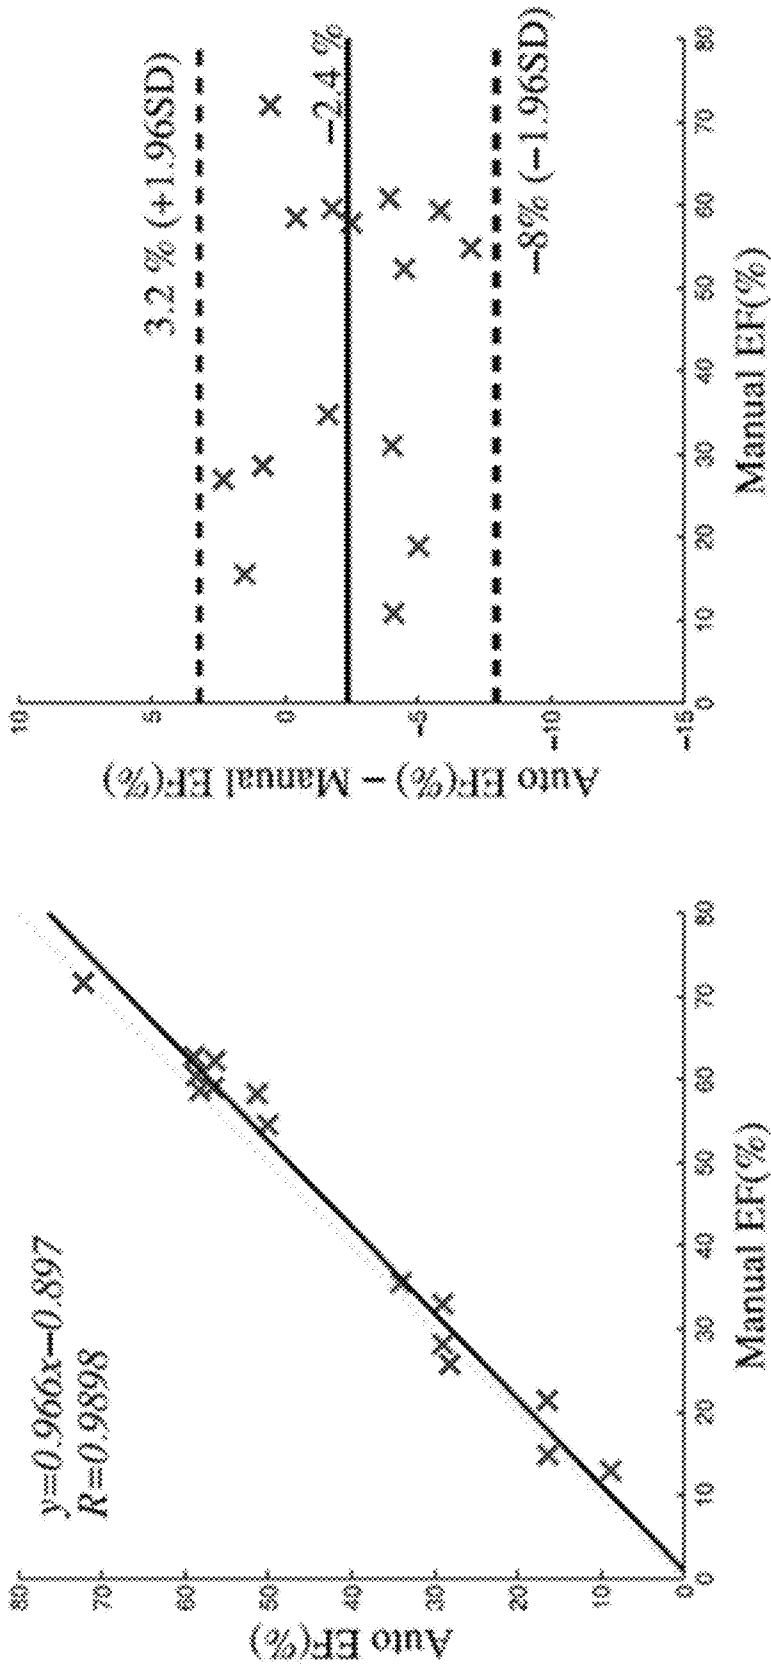 y=0.966x−0.897
R=0.9898
Auto EF(%)
80
70
60
50
40
30
20
10
0
0 10 20 30 40 50 60 70 80
Manual EF(%)
3.2 % (+1.96SD)
−2.4 %
−8% (−1.96SD)
Auto EF(%) − Manual EF(%)
10
5
0
−5
−10
−15
0 10 20 30 40 50 60 70 80
Manual EF(%)